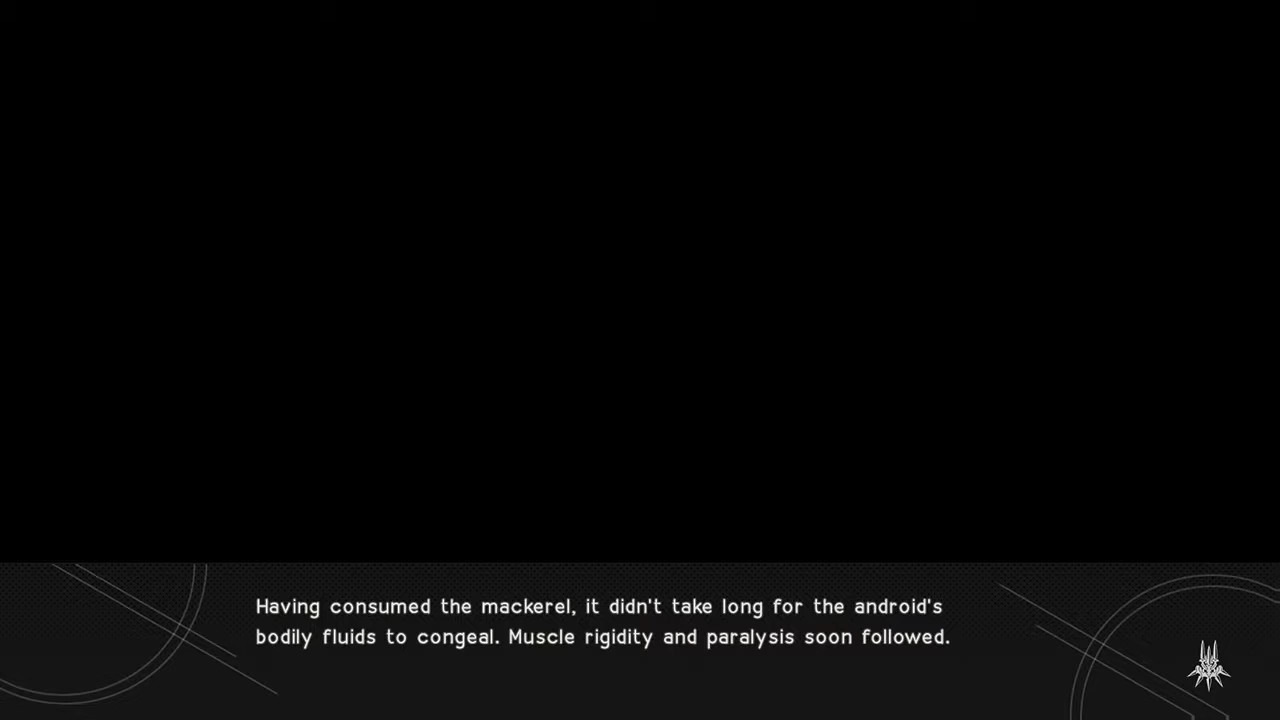 Having consumed the mackerel, it didn't take long for the android's
bodily fluids to congeal. Muscle rigidity and paralysis soon followed.